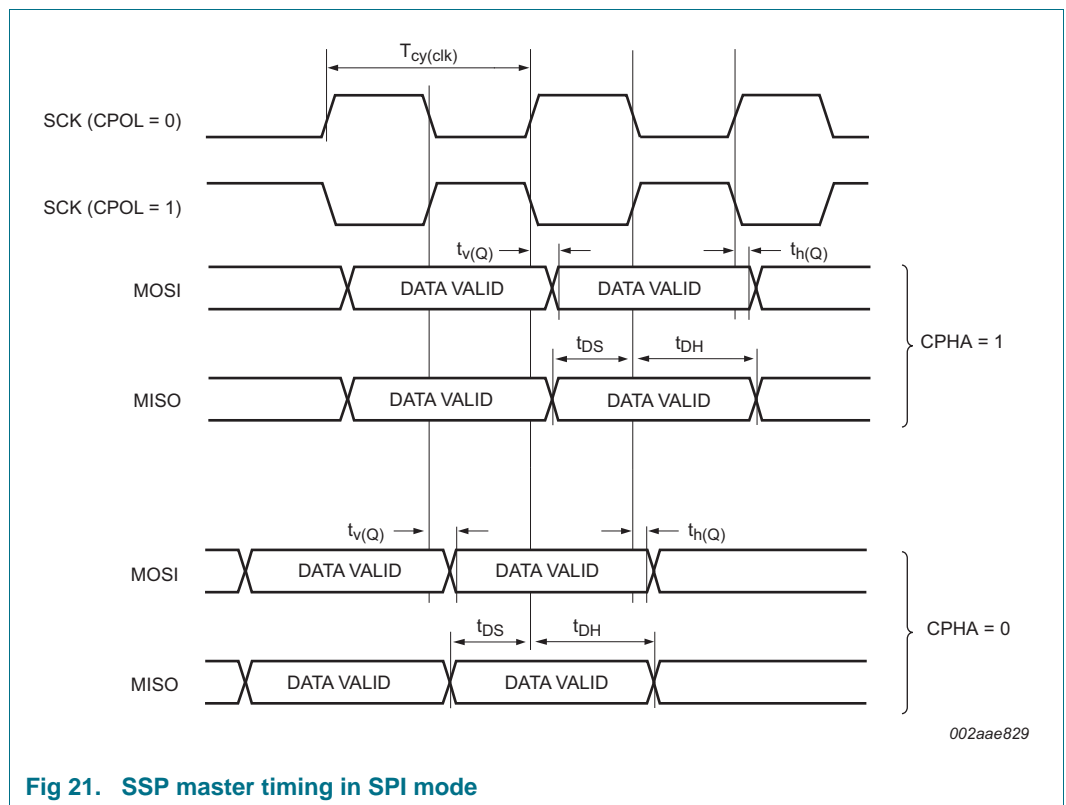 Tcy(clk)
SCK (CPOL = 0)
SCK (CPOL = 1)
tv(Q)
th(Q)
MOSI
DATA VALID
DATA VALID
CPHA = 1
tDS
tDH
MISO
DATA VALID
DATA VALID
tv(Q)
th(Q)
MOSI
DATA VALID
DATA VALID
CPHA = 0
tDS
tDH
MISO
DATA VALID
DATA VALID
002aae829
Fig 21. SSP master timing in SPI mode